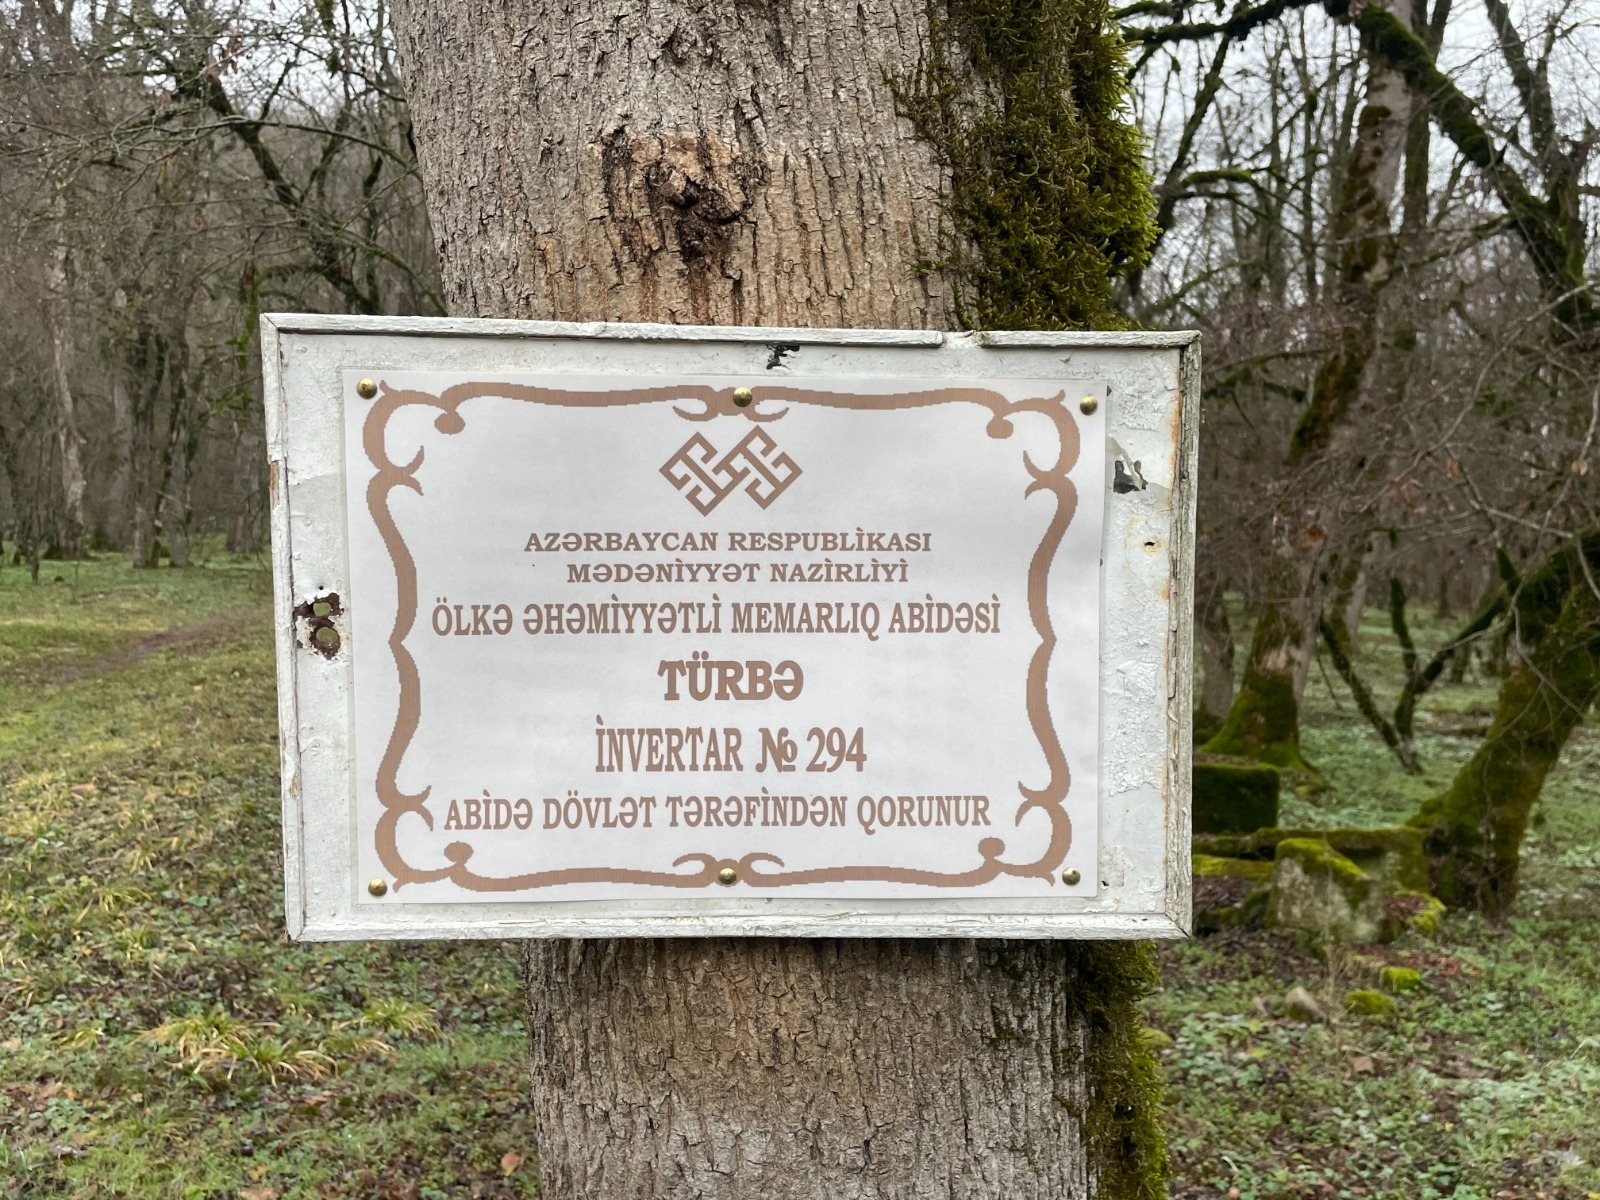 AZƏRBAYCAN RESPUBLİKASI
MƏDƏNİYYƏT NAZİRLİYİ
ÖLKƏ ƏHƏMİYYƏTLİ MEMARLIQ ABİDƏSİ
TÜRBƏ
İNVERTAR № 294
ABİDƏ DÖVLƏT TƏRƏFİNDƏN QORUNUR